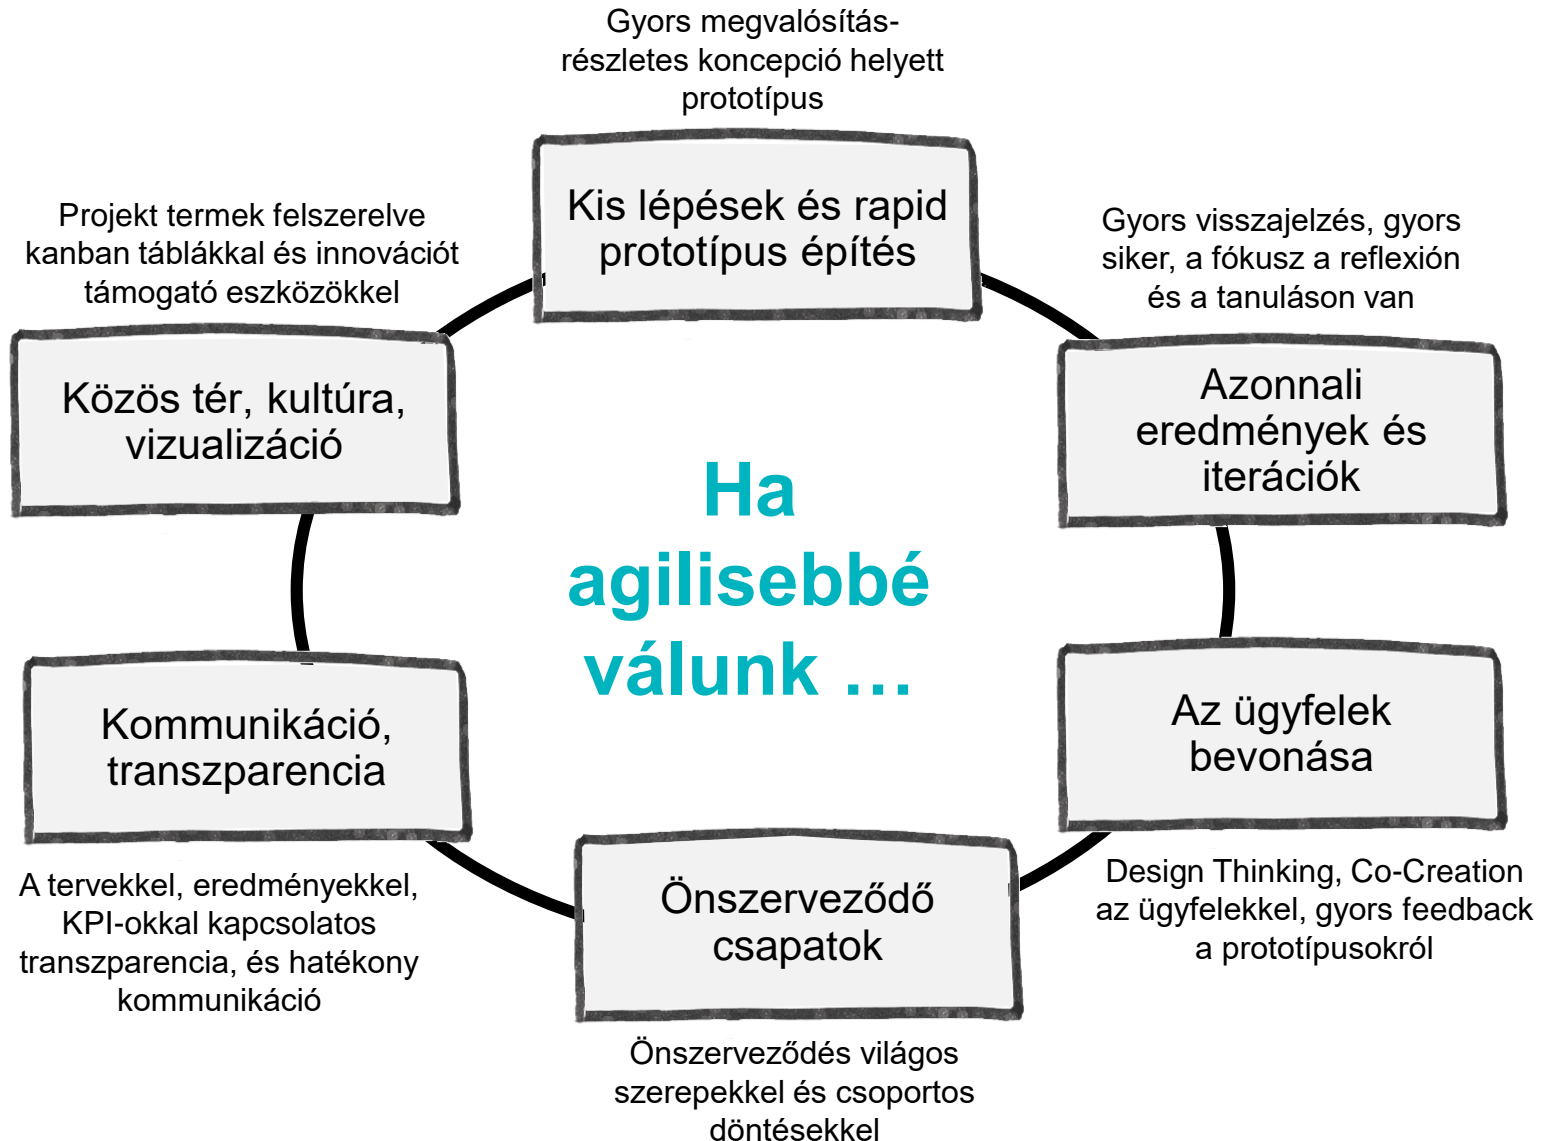 Gyors megvalósítás-
részletes koncepció helyett
prototípus
Kis lépések és rapid
prototípus építés
Gyors visszajelzés, gyors
siker, a fókusz a reflexión
és a tanuláson van
Azonnali
eredmények és
iterációk
Az ügyfelek
bevonása
Design Thinking, Co-Creation
az ügyfelekkel, gyors feedback
a prototípusokról
Önszerveződő
csapatok
Önszerveződés világos
szerepekkel és csoportos
döntésekkel
Kommunikáció,
transzparencia
A tervekkel, eredményekkel,
KPI-okkal kapcsolatos
transzparencia, és hatékony
kommunikáció
Projekt termek felszerelve
kanban táblákkal és innovációt
támogató eszközökkel
Közös tér, kultúra,
vizualizáció
Ha
agilisebbé
válunk …